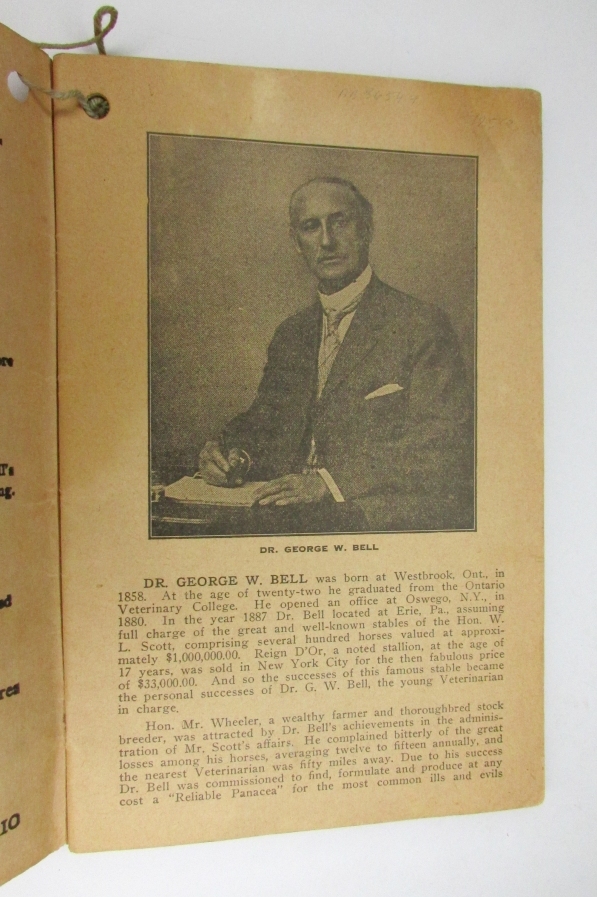 DR. GEORGE W. BELL
DR. GEORGE W. BELL was born at Westbrook, Ont., in
1858. At the age of twenty-two he graduated from the Ontario
Veterinary College. He opened an office at Oswego, N.Y., in
1880. In the year 1887 Dr. Bell located at Erie, Pa., assuming
full charge of the great and well-known stables of the Hon. W.
L. Scott, comprising several hundred horses valued at approxi-
mately $1,000,000.00. Reign D'Or, a noted stallion, at the age of
17 years, was sold in New York City for the then fabulous price
of $33,000.00. And so the successes of this famous stable became
the personal successes of Dr. G. W. Bell, the young Veterinarian
in charge.
Hon. Mr. Wheeler, a wealthy farmer and thoroughbred stock
breeder, was attracted by Dr. Bell's achievements in the adminis-
tration of Mr. Scott's affairs. He complained bitterly of the great
losses among his horses, averaging twelve to fifteen annually, and
the nearest Veterinarian was fifty miles away. Due to his success
Dr. Bell was commissioned to find, formulate and produce at any
cost a "Reliable Panacea" for the most common ills and evils